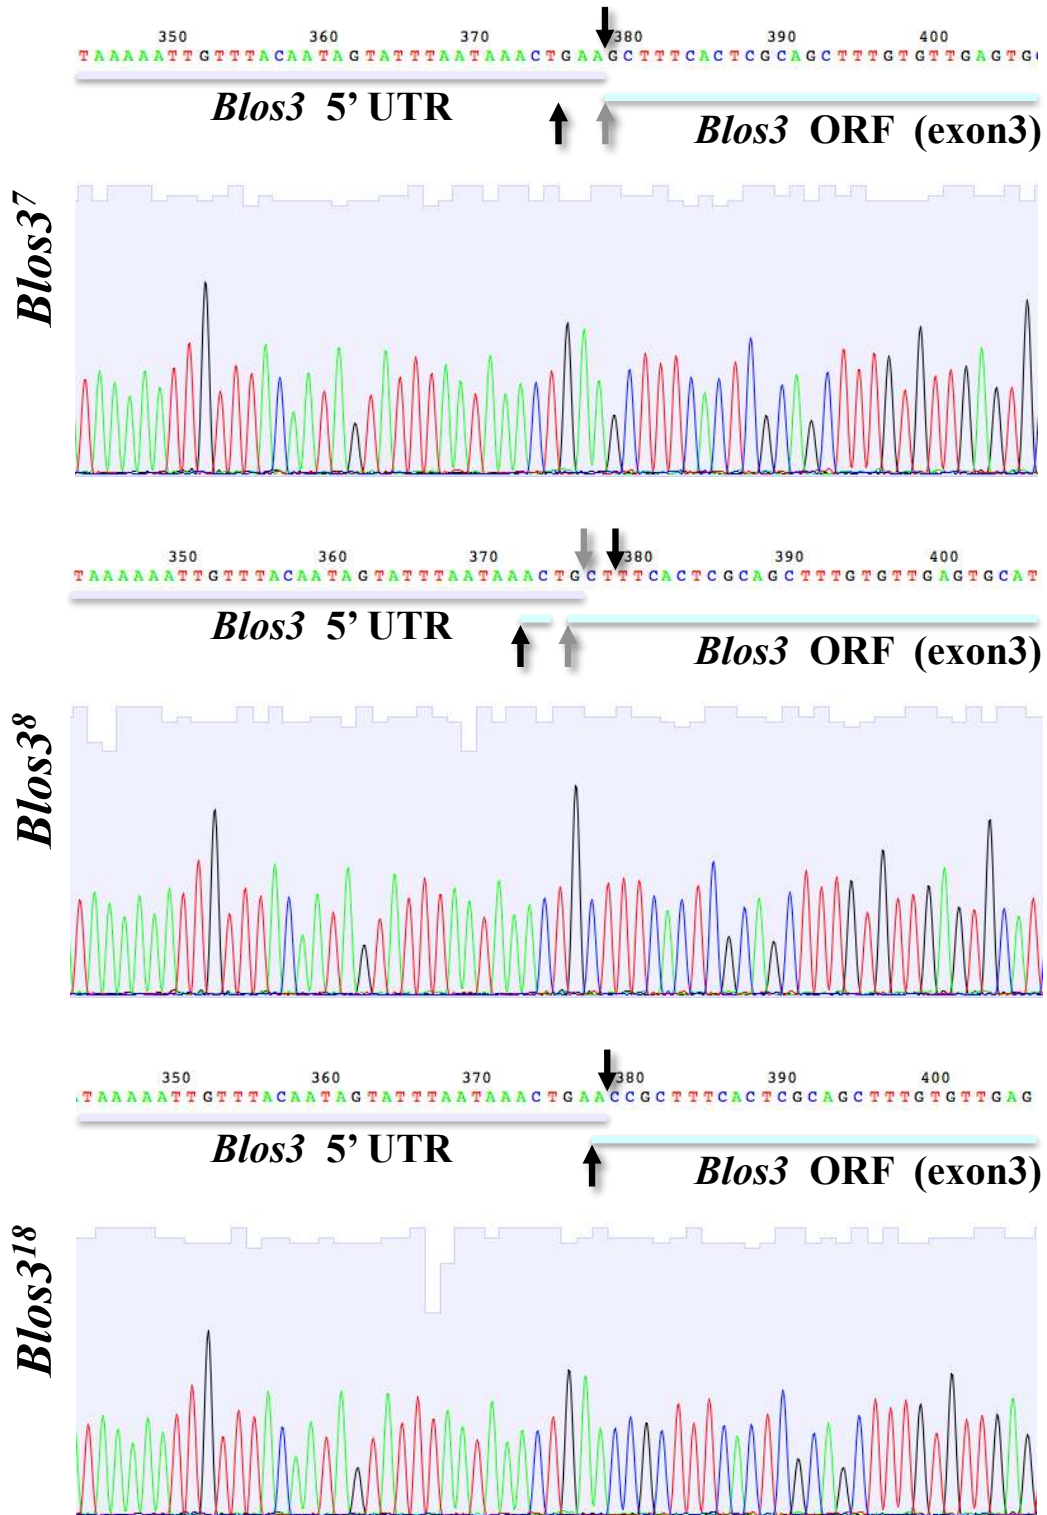 350 360 370 380 390 400
TAAAAATTGTTTACAATAGTATTTAATAAACTGAAGCTTTCACTCGCAGCTTTGTGTTGAGTG
Blos3 5’ UTR
Blos3 ORF (exon3)
Blos3⁷
350 360 370 380 390 400
TAAAAAATTGTTTACAATAGTATTTAATAAACTGCTTTCACTCGCAGCTTTGTGTTGAGTGCAT
Blos3 5’ UTR
Blos3 ORF (exon3)
Blos3⁸
350 360 370 380 390 400
TAAAAATTGTTTACAATAGTATTTAATAAACTGAACCGCTTTCACTCGCAGCTTTGTGTTGAG
Blos3 5’ UTR
Blos3 ORF (exon3)
Blos3¹⁸